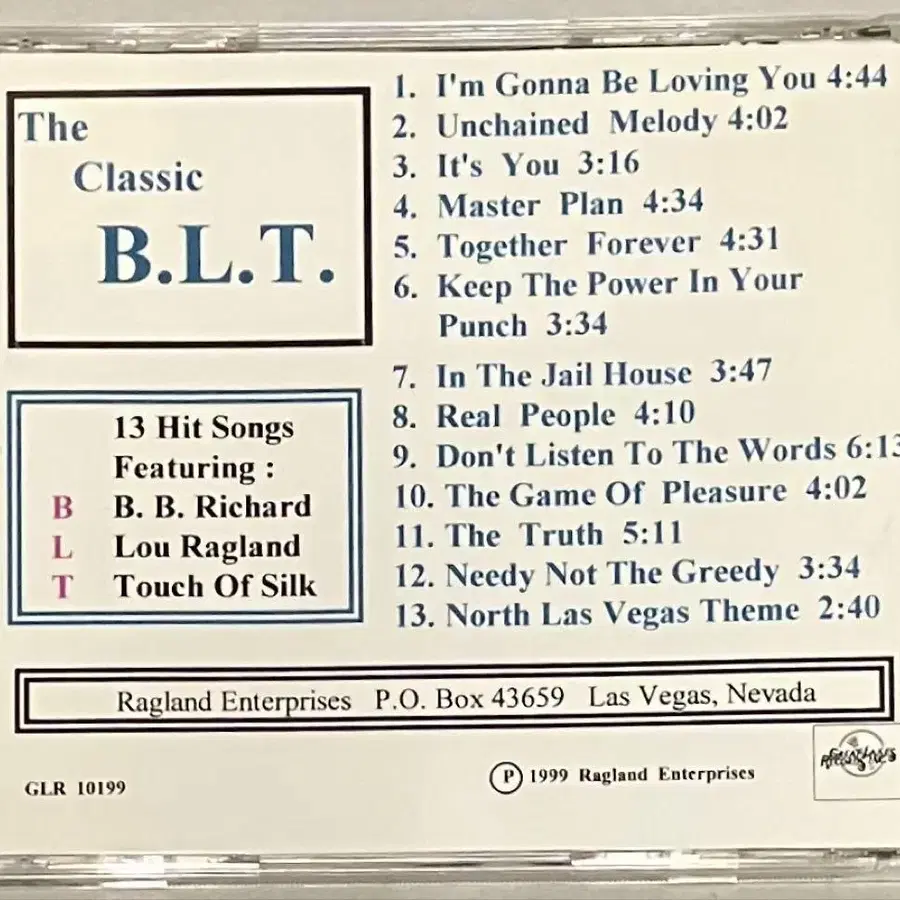 The
Classic
B.L.T.
13 Hit Songs
Featuring :
B B. B. Richard
L Lou Ragland
T Touch Of Silk
1. I'm Gonna Be Loving You 4:44
2. Unchained Melody 4:02
3. It's You 3:16
4. Master Plan 4:34
5. Together Forever 4:31
6. Keep The Power In Your
Punch 3:34
7. In The Jail House 3:47
8. Real People 4:10
9. Don't Listen To The Words 6:13
10. The Game Of Pleasure 4:02
11. The Truth 5:11
12. Needy Not The Greedy 3:34
13. North Las Vegas Theme 2:40
Ragland Enterprises P.O. Box 43659 Las Vegas, Nevada
GLR 10199
Ⓟ 1999 Ragland Enterprises